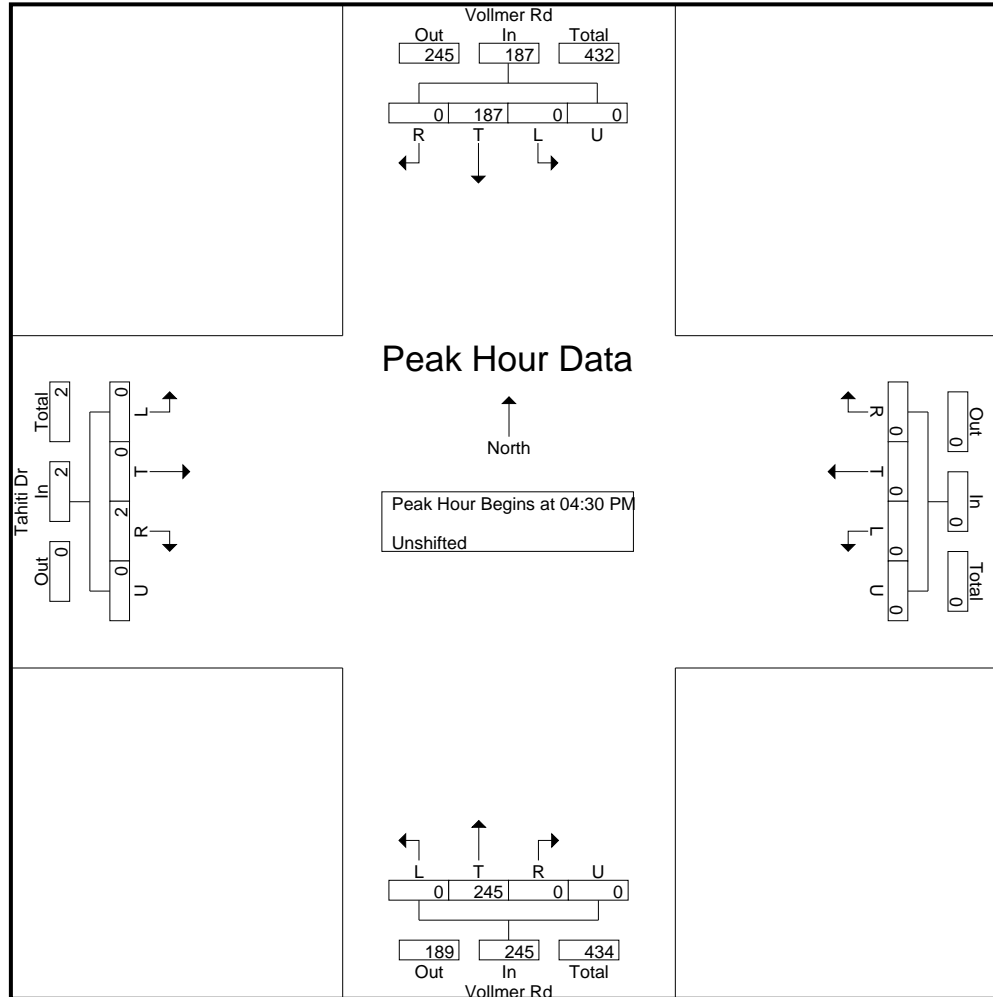 Vollmer Rd
Out In Total
245 187 432
0 187 0 0
R T L U
Peak Hour Data
North
Peak Hour Begins at 04:30 PM
Unshifted
Tahiti Dr
Total In Out
2 2 0
0 0 2 0
L T R U
R T L U
0 0 0 0
Out In Total
0 0 0
L T R U
0 245 0 0
189 245 434
Out In Total
Vollmer Rd